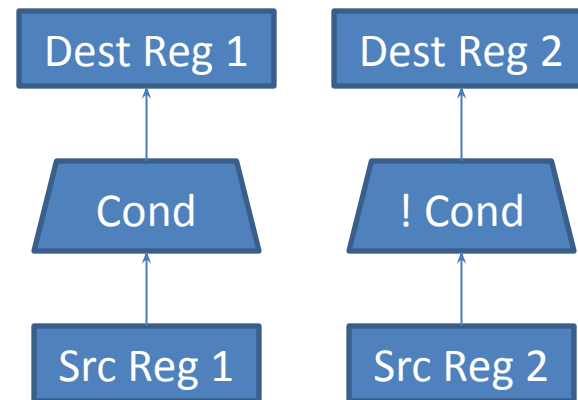 Dest Reg 1
Dest Reg 2
Cond
! Cond
Src Reg 1
Src Reg 2